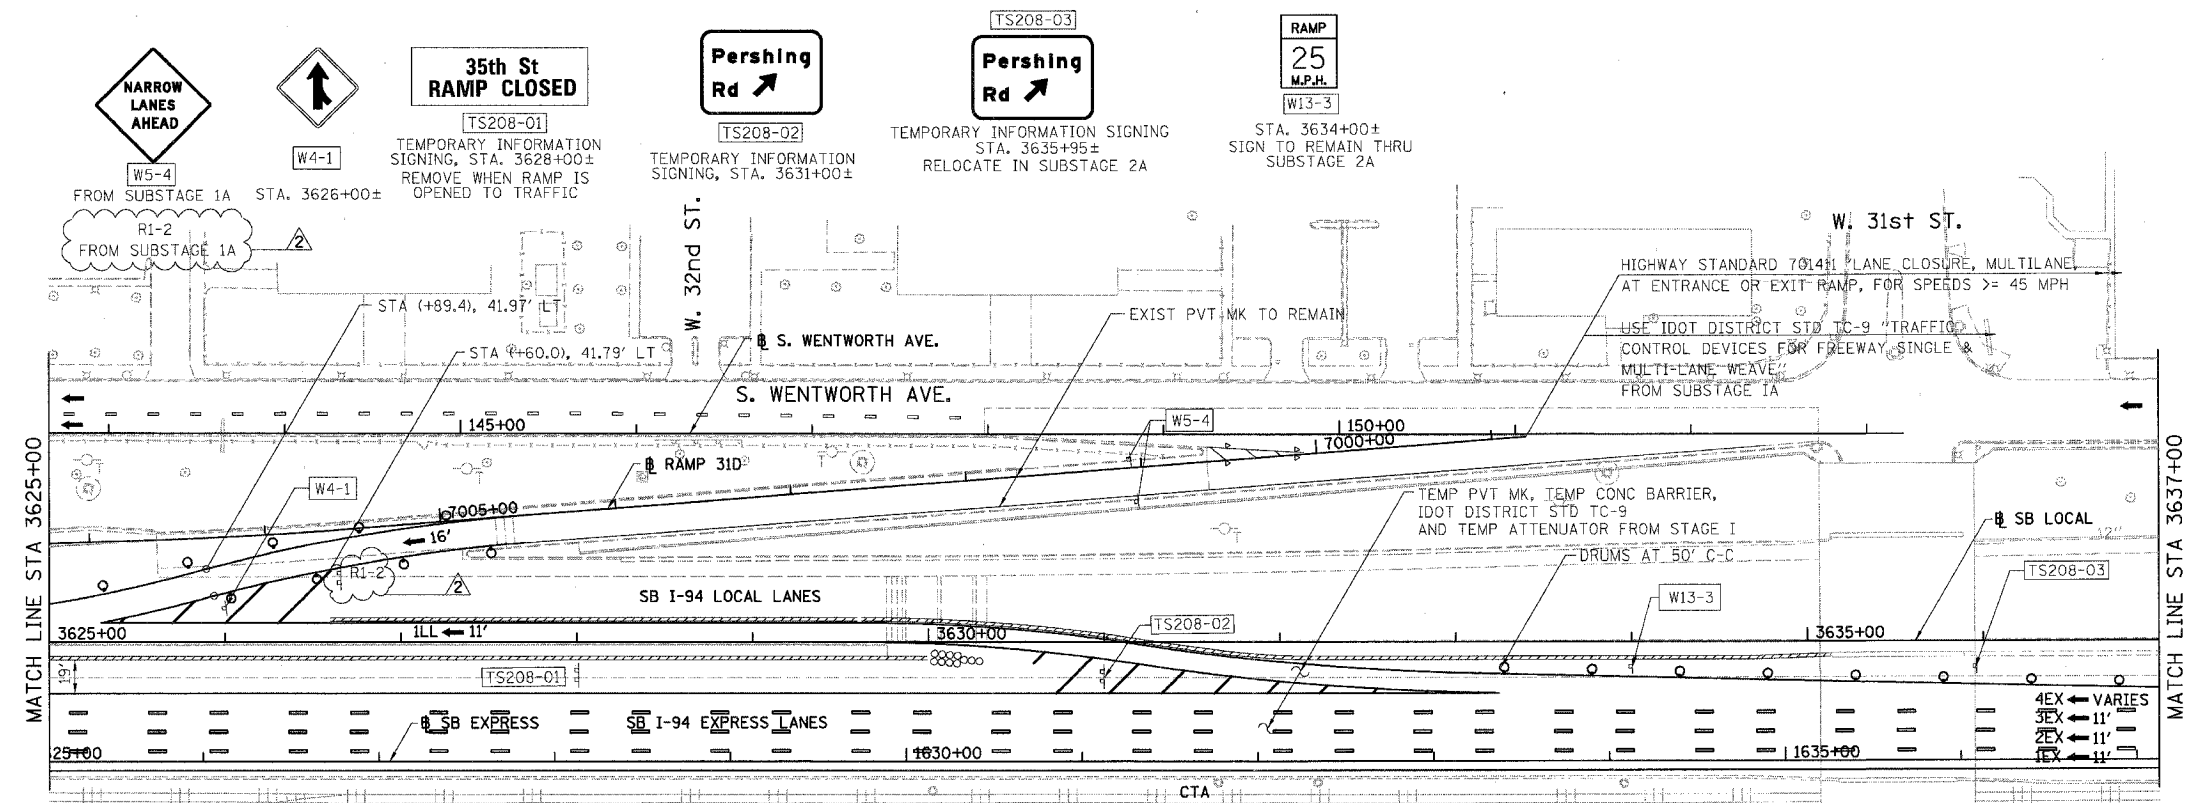 NARROW
LANES
AHEAD
W5-4
FROM SUBSTAGE 1A
R1-2
FROM SUBSTAGE 1A
2
W4-1
STA. 3626+00±
35th St
RAMP CLOSED
TS208-01
TEMPORARY INFORMATION
SIGNING, STA. 3628+00±
REMOVE WHEN RAMP IS
OPENED TO TRAFFIC
Pershing
Rd
TS208-02
TEMPORARY INFORMATION
SIGNING, STA. 3631+00±
TS208-03
Pershing
Rd
TEMPORARY INFORMATION SIGNING
STA. 3635+95±
RELOCATE IN SUBSTAGE 2A
RAMP
25
M.P.H.
W13-3
STA. 3634+00±
SIGN TO REMAIN THRU
SUBSTAGE 2A
W. 32nd ST.
W. 31st ST.
HIGHWAY STANDARD 701411 "LANE CLOSURE, MULTILANE,
AT ENTRANCE OR EXIT RAMP, FOR SPEEDS >= 45 MPH
USE IDOT DISTRICT STD TC-9 "TRAFFIC
CONTROL DEVICES FOR FREEWAY SINGLE &
MULTI-LANE WEAVE"
FROM SUBSTAGE 1A
STA (+89.4), 41.97' LT
STA (+60.0), 41.79' LT
EXIST PVT MK TO REMAIN
℄ S. WENTWORTH AVE.
S. WENTWORTH AVE.
145+00
150+00
7000+00
W5-4
℄ RAMP 31D
W4-1
7005+00
16'
R1-2
2
TEMP PVT MK, TEMP CONC BARRIER,
IDOT DISTRICT STD TC-9
AND TEMP ATTENUATOR FROM STAGE I
DRUMS AT 50' C-C
℄ SB LOCAL
12"
TS208-03
W13-3
SB I-94 LOCAL LANES
TS208-02
3625+00
1LL 11'
3630+00
3635+00
19'
TS208-01
℄ SB EXPRESS
SB I-94 EXPRESS LANES
4EX VARIES
3EX 11'
2EX 11'
1EX 11'
25+00
1630+00
1635+00
CTA
MATCH LINE STA 3625+00
MATCH LINE STA 3637+00